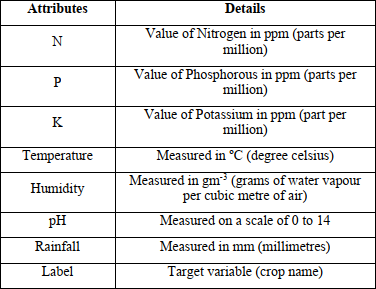 Attributes Details
N Value of Nitrogen in ppm (parts per
million)
P Value of Phosphorous in ppm (parts per
million)
K Value of Potassium in ppm (part per
million)
Temperature Measured in °C (degree celsius)
Humidity Measured in gm⁻³ (grams of water vapour
per cubic metre of air)
pH Measured on a scale of 0 to 14
Rainfall Measured in mm (millimetres)
Label Target variable (crop name)